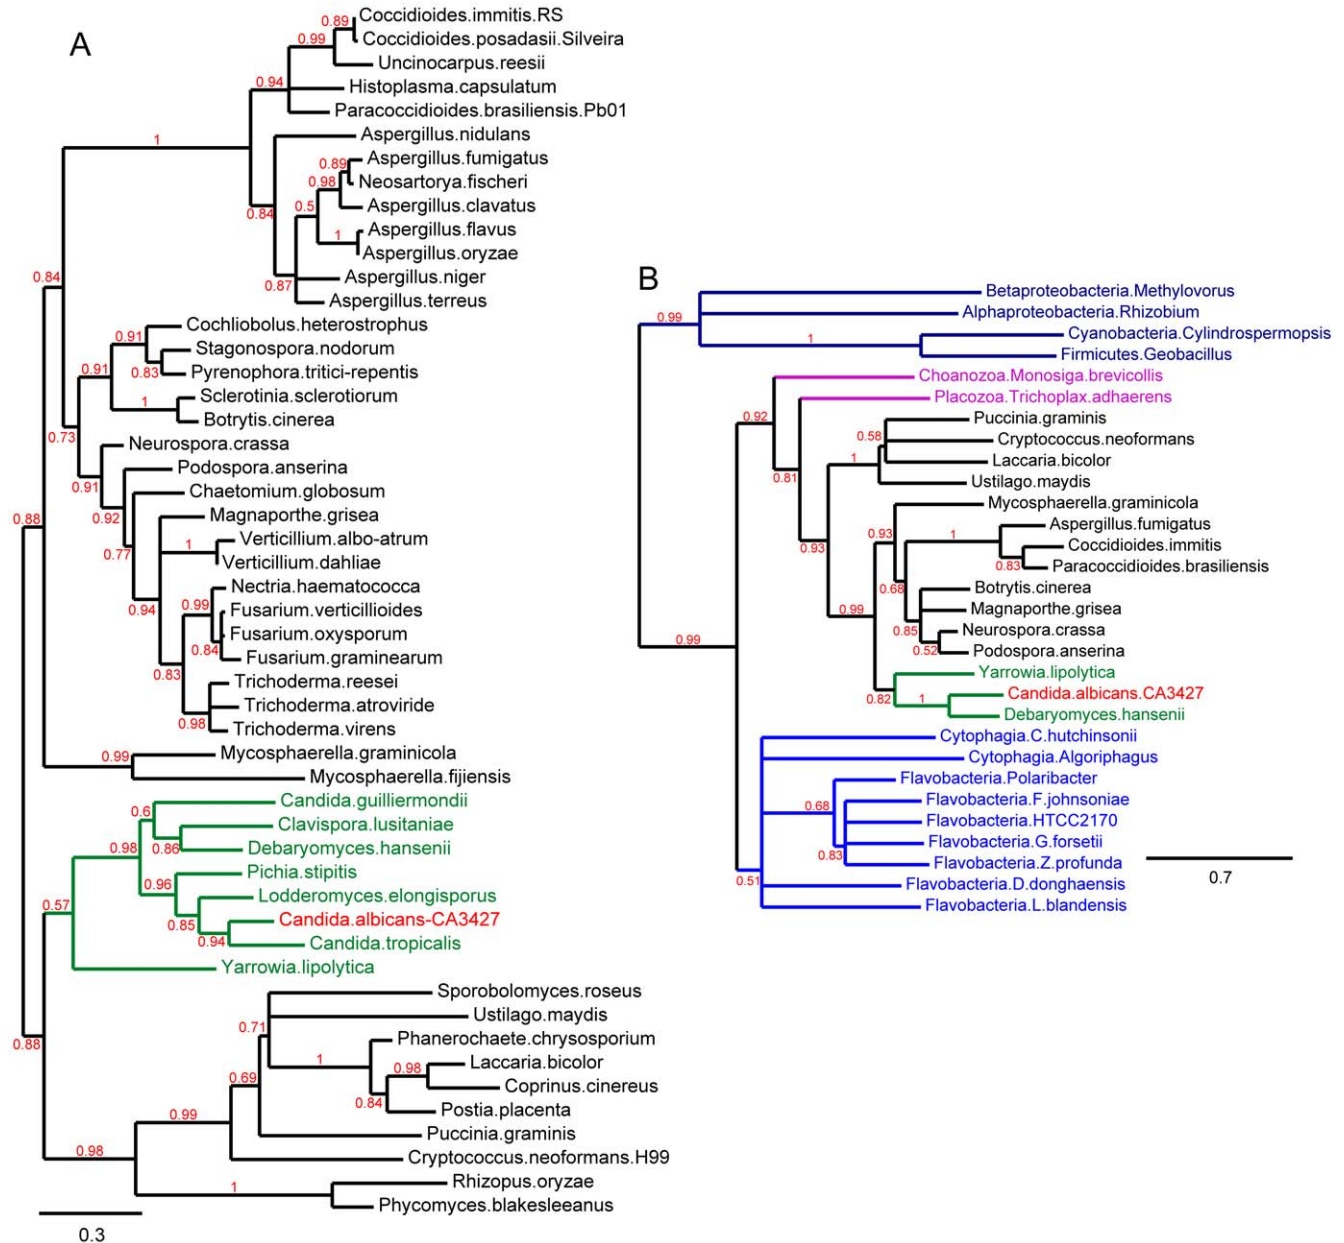 A
0.89
Coccidioides.immitis.RS
0.99
Coccidioides.posadasii.Silveira
Uncinocarpus.reesii
0.94
Histoplasma.capsulatum
Paracoccidioides.brasiliensis.Pb01
1
Aspergillus.nidulans
0.89
Aspergillus.fumigatus
0.98
Neosartorya.fischeri
0.84
0.5
Aspergillus.clavatus
1
Aspergillus.flavus
Aspergillus.oryzae
0.84
0.87
Aspergillus.niger
Aspergillus.terreus
Cochliobolus.heterostrophus
0.91
Stagonospora.nodorum
0.91
0.83
Pyrenophora.tritici-repentis
1
Sclerotinia.sclerotiorum
Botrytis.cinerea
0.73
Neurospora.crassa
Podospora.anserina
0.91
Chaetomium.globosum
0.92
Magnaporthe.grisea
0.88
0.77
1
Verticillium.albo-atrum
Verticillium.dahliae
Nectria.haematococca
0.94
0.99
Fusarium.verticillioides
Fusarium.oxysporum
0.84
Fusarium.graminearum
0.83
Trichoderma.reesei
Trichoderma.atroviride
0.98
Trichoderma.virens
0.99
Mycosphaerella.graminicola
Mycosphaerella.fijiensis
Candida.guilliermondii
0.6
Clavispora.lusitaniae
0.98
0.86
Debaryomyces.hansenii
Pichia.stipitis
0.96
Lodderomyces.elongisporus
0.57
0.85
Candida.albicans-CA3427
0.94
Candida.tropicalis
Yarrowia.lipolytica
Sporobolomyces.roseus
Ustilago.maydis
0.71
0.88
Phanerochaete.chrysosporium
1
0.98
Laccaria.bicolor
0.69
Coprinus.cinereus
0.84
Postia.placenta
0.99
Puccinia.graminis
0.98
Cryptococcus.neoformans.H99
1
Rhizopus.oryzae
Phycomyces.blakesleeanus
0.3
B
Betaproteobacteria.Methylovorus
0.99
Alphaproteobacteria.Rhizobium
1
Cyanobacteria.Cylindrospermopsis
Firmicutes.Geobacillus
Choanozoa.Monosiga.brevicollis
Placozoa.Trichoplax.adhaerens
0.92
Puccinia.graminis
0.58
Cryptococcus.neoformans
1
Laccaria.bicolor
0.81
Ustilago.maydis
Mycosphaerella.graminicola
Aspergillus.fumigatus
0.93
0.93
1
Coccidioides.immitis
0.83
Paracoccidioides.brasiliensis
0.68
Botrytis.cinerea
0.99
Magnaporthe.grisea
0.85
Neurospora.crassa
0.99
0.52
Podospora.anserina
Yarrowia.lipolytica
0.82
1
Candida.albicans.CA3427
Debaryomyces.hansenii
Cytophagia.C.hutchinsonii
Cytophagia.Algoriphagus
Flavobacteria.Polaribacter
0.68
Flavobacteria.F.johnsoniae
Flavobacteria.HTCC2170
Flavobacteria.G.forsetii
0.83
Flavobacteria.Z.profunda
0.51
Flavobacteria.D.donghaensis
Flavobacteria.L.blandensis
0.7